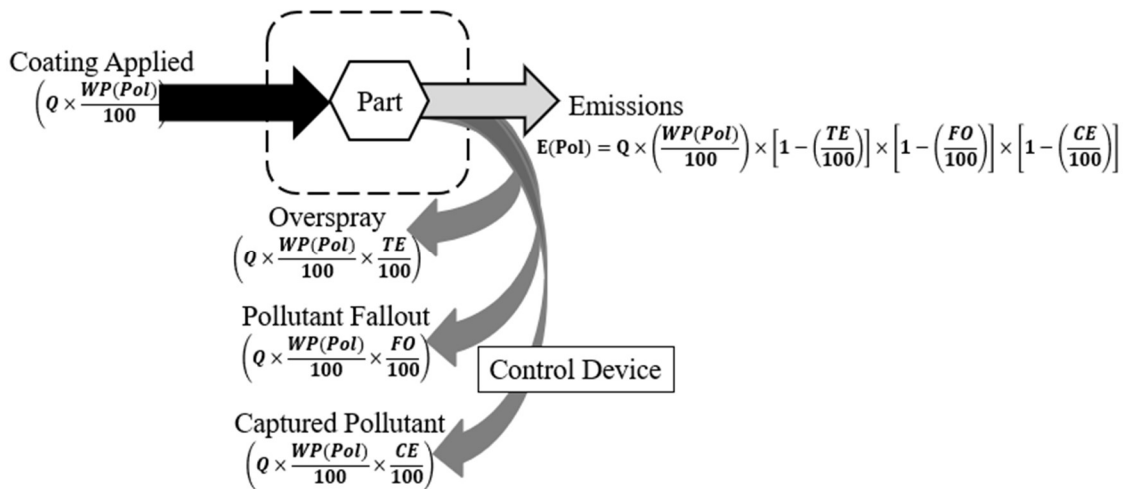 Coating Applied
(Q × WP(Pol)/100)
Part
Emissions
E(Pol) = Q × (WP(Pol)/100) × [1 − (TE/100)] × [1 − (FO/100)] × [1 − (CE/100)]
Overspray
(Q × WP(Pol)/100 × TE/100)
Pollutant Fallout
(Q × WP(Pol)/100 × FO/100)
Control Device
Captured Pollutant
(Q × WP(Pol)/100 × CE/100)